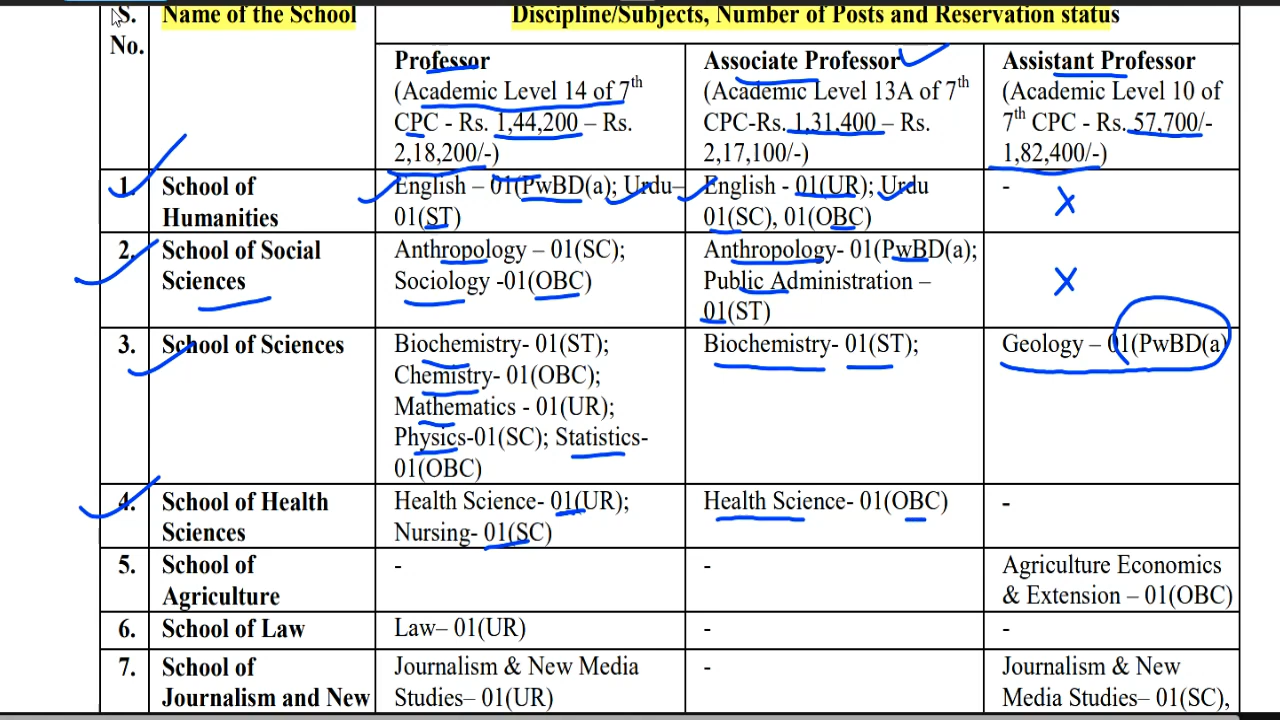 S. No.
Name of the School
Discipline/Subjects, Number of Posts and Reservation status
Professor
(Academic Level 14 of 7th
CPC - Rs. 1,44,200 – Rs.
2,18,200/-)
Associate Professor
(Academic Level 13A of 7th
CPC-Rs. 1,31,400 – Rs.
2,17,100/-)
Assistant Professor
(Academic Level 10 of
7th CPC - Rs. 57,700/-
1,82,400/-)
1.
School of
Humanities
English – 01(PwBD(a); Urdu–
01(ST)
English - 01(UR); Urdu
01(SC), 01(OBC)
-
2.
School of Social
Sciences
Anthropology – 01(SC);
Sociology -01(OBC)
Anthropology- 01(PwBD(a);
Public Administration –
01(ST)
3.
School of Sciences
Biochemistry- 01(ST);
Chemistry- 01(OBC);
Mathematics - 01(UR);
Physics-01(SC); Statistics-
01(OBC)
Biochemistry- 01(ST);
Geology – 01(PwBD(a)
4.
School of Health
Sciences
Health Science- 01(UR);
Nursing- 01(SC)
Health Science- 01(OBC)
-
5.
School of
Agriculture
-
-
Agriculture Economics
& Extension – 01(OBC)
6.
School of Law
Law– 01(UR)
-
-
7.
School of
Journalism and New
Journalism & New Media
Studies– 01(UR)
-
Journalism & New
Media Studies– 01(SC),